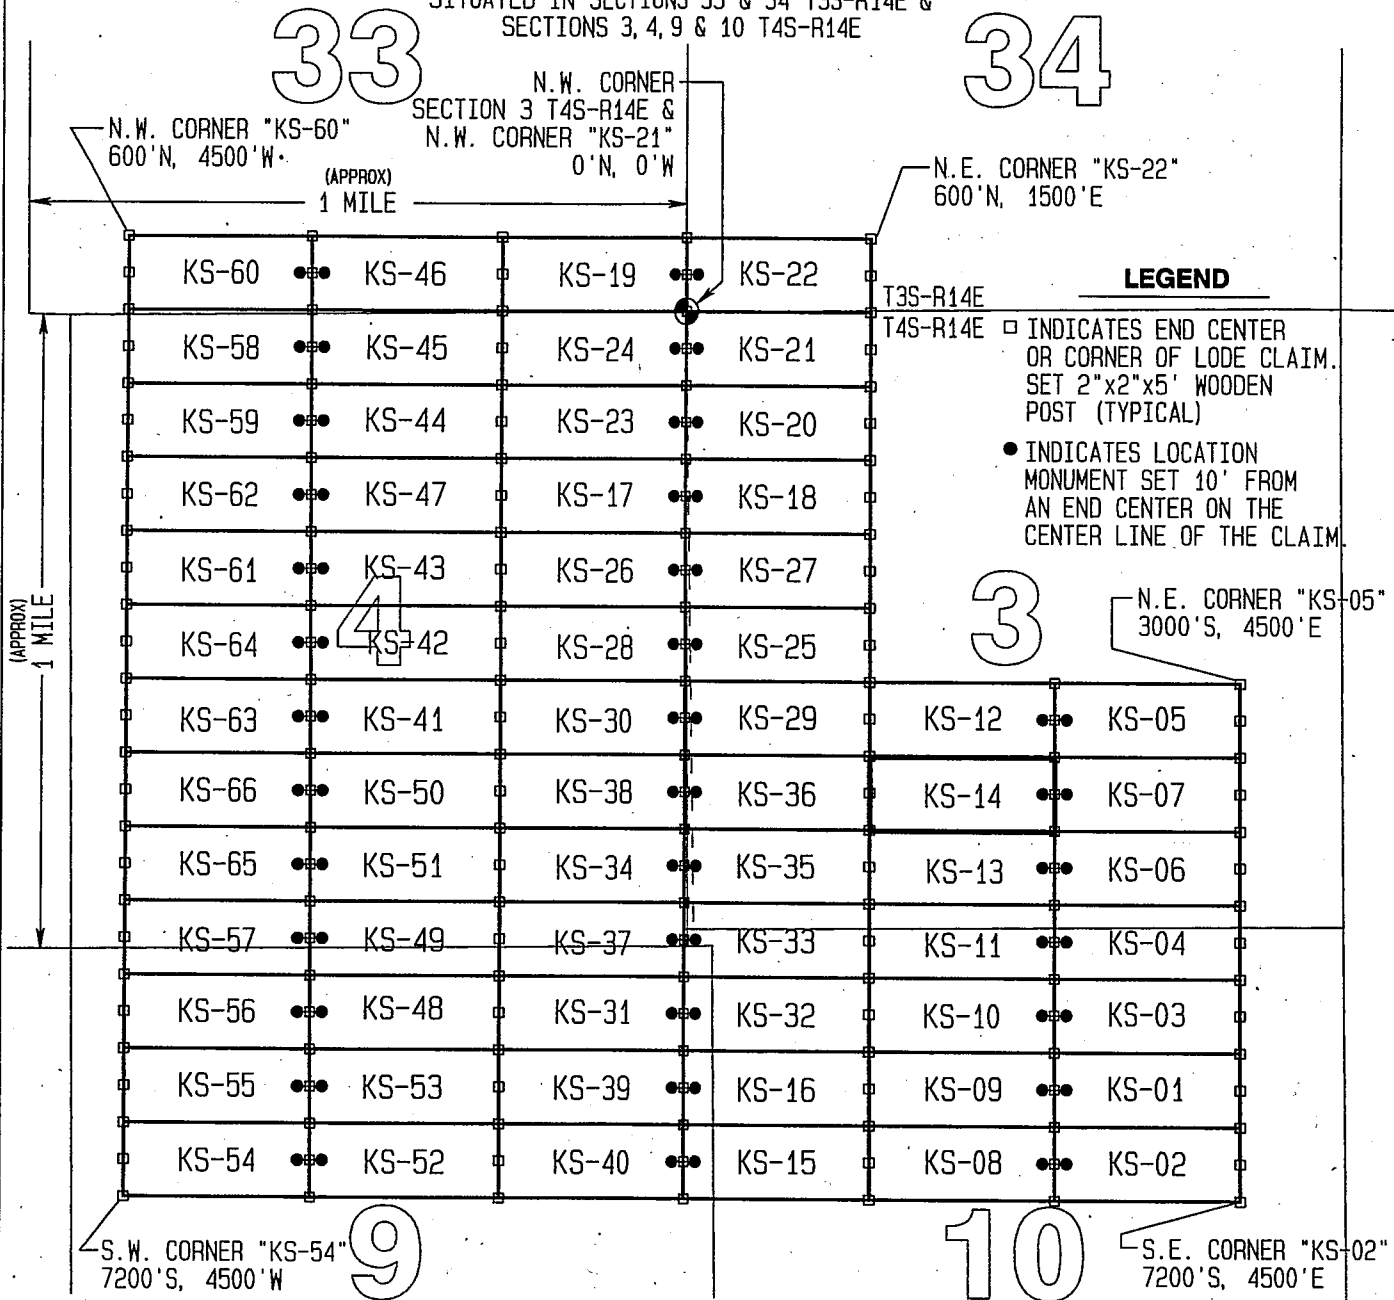 SITUATED IN SECTIONS 33 & 34 T3S-R14E &
SECTIONS 3, 4, 9 & 10 T4S-R14E
33
34
N.W. CORNER
SECTION 3 T4S-R14E &
N.W. CORNER "KS-21"
0'N, 0'W
N.W. CORNER "KS-60"
600'N, 4500'W
(APPROX)
1 MILE
N.E. CORNER "KS-22"
600'N, 1500'E
LEGEND
T3S-R14E
T4S-R14E
INDICATES END CENTER
OR CORNER OF LODE CLAIM.
SET 2"x2"x5' WOODEN
POST (TYPICAL)
INDICATES LOCATION
MONUMENT SET 10' FROM
AN END CENTER ON THE
CENTER LINE OF THE CLAIM.
KS-60 KS-46 KS-19 KS-22
KS-58 KS-45 KS-24 KS-21
KS-59 KS-44 KS-23 KS-20
KS-62 KS-47 KS-17 KS-18
KS-61 KS-43 KS-26 KS-27
4
3
(APPROX)
1 MILE
N.E. CORNER "KS-05"
3000'S, 4500'E
KS-64 KS-42 KS-28 KS-25
KS-63 KS-41 KS-30 KS-29 KS-12 KS-05
KS-66 KS-50 KS-38 KS-36 KS-14 KS-07
KS-65 KS-51 KS-34 KS-35 KS-13 KS-06
KS-57 KS-49 KS-37 KS-33 KS-11 KS-04
KS-56 KS-48 KS-31 KS-32 KS-10 KS-03
KS-55 KS-53 KS-39 KS-16 KS-09 KS-01
KS-54 KS-52 KS-40 KS-15 KS-08 KS-02
S.W. CORNER "KS-54"
7200'S, 4500'W
9
10
S.E. CORNER "KS-02"
7200'S, 4500'E